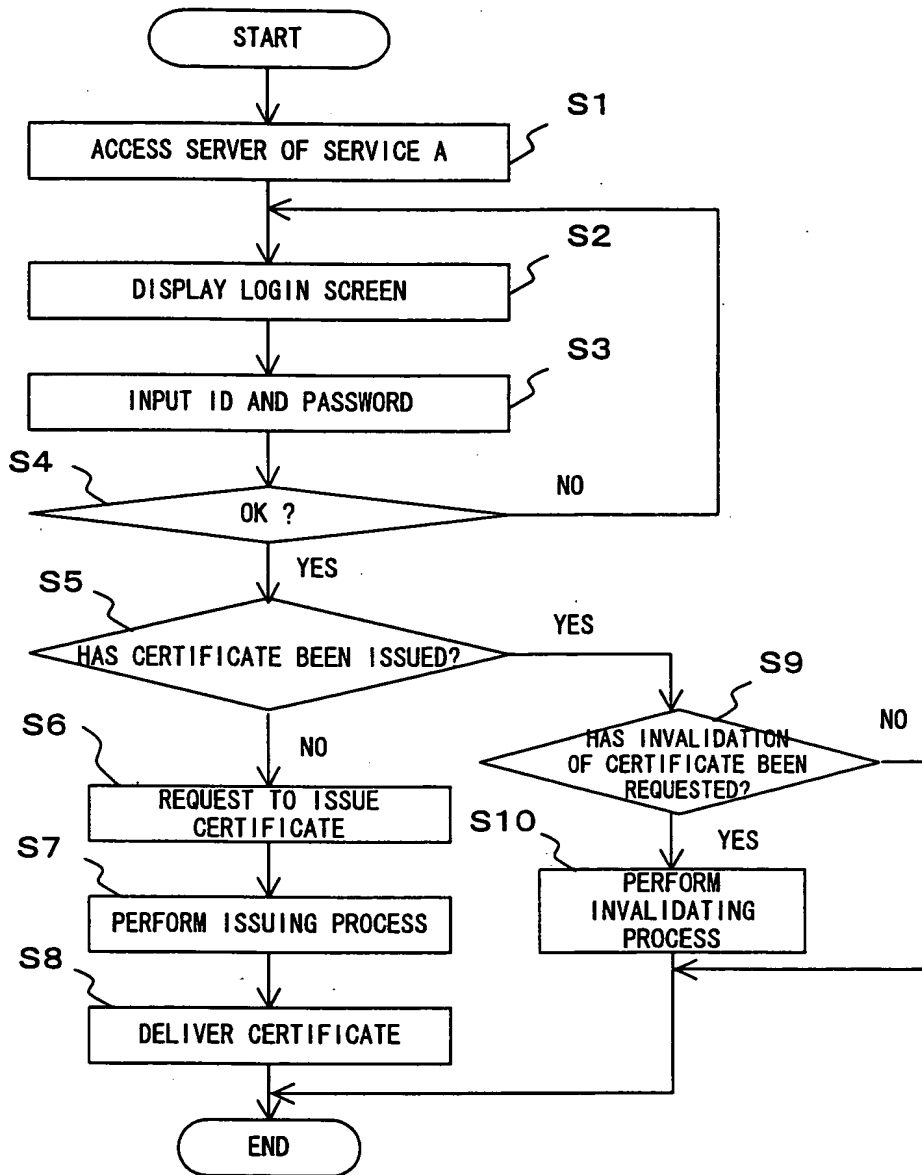 START
S1
ACCESS SERVER OF SERVICE A
S2
DISPLAY LOGIN SCREEN
S3
INPUT ID AND PASSWORD
S4
OK ?
NO
YES
S5
HAS CERTIFICATE BEEN ISSUED?
YES
NO
S9
HAS INVALIDATION
OF CERTIFICATE BEEN
REQUESTED?
NO
YES
S6
REQUEST TO ISSUE
CERTIFICATE
S10
PERFORM
INVALIDATING
PROCESS
S7
PERFORM ISSUING PROCESS
S8
DELIVER CERTIFICATE
END